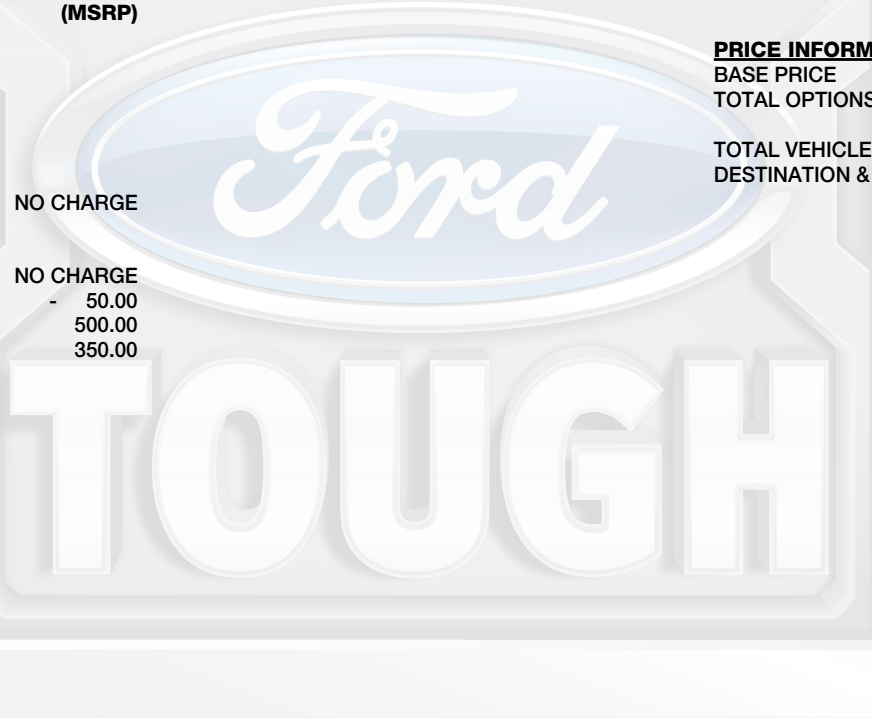 (MSRP)
NO CHARGE
NO CHARGE
- 50.00
500.00
350.00
PRICE INFORM
BASE PRICE
TOTAL OPTIONS
TOTAL VEHICLE
DESTINATION &
Ford
TOUGH